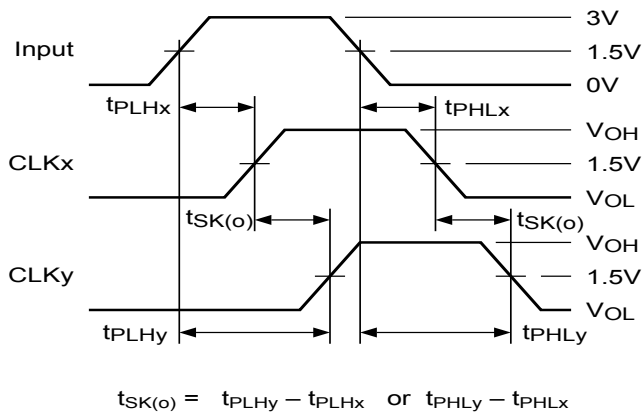 3V
Input
1.5V
0V
tPLHx
tPHLx
VOH
CLKx
1.5V
VOL
tSK(o)
tSK(o)
VOH
CLKy
1.5V
VOL
tPLHy
tPHLy
tSK(o) = tPLHy – tPLHx or tPHLy – tPHLx